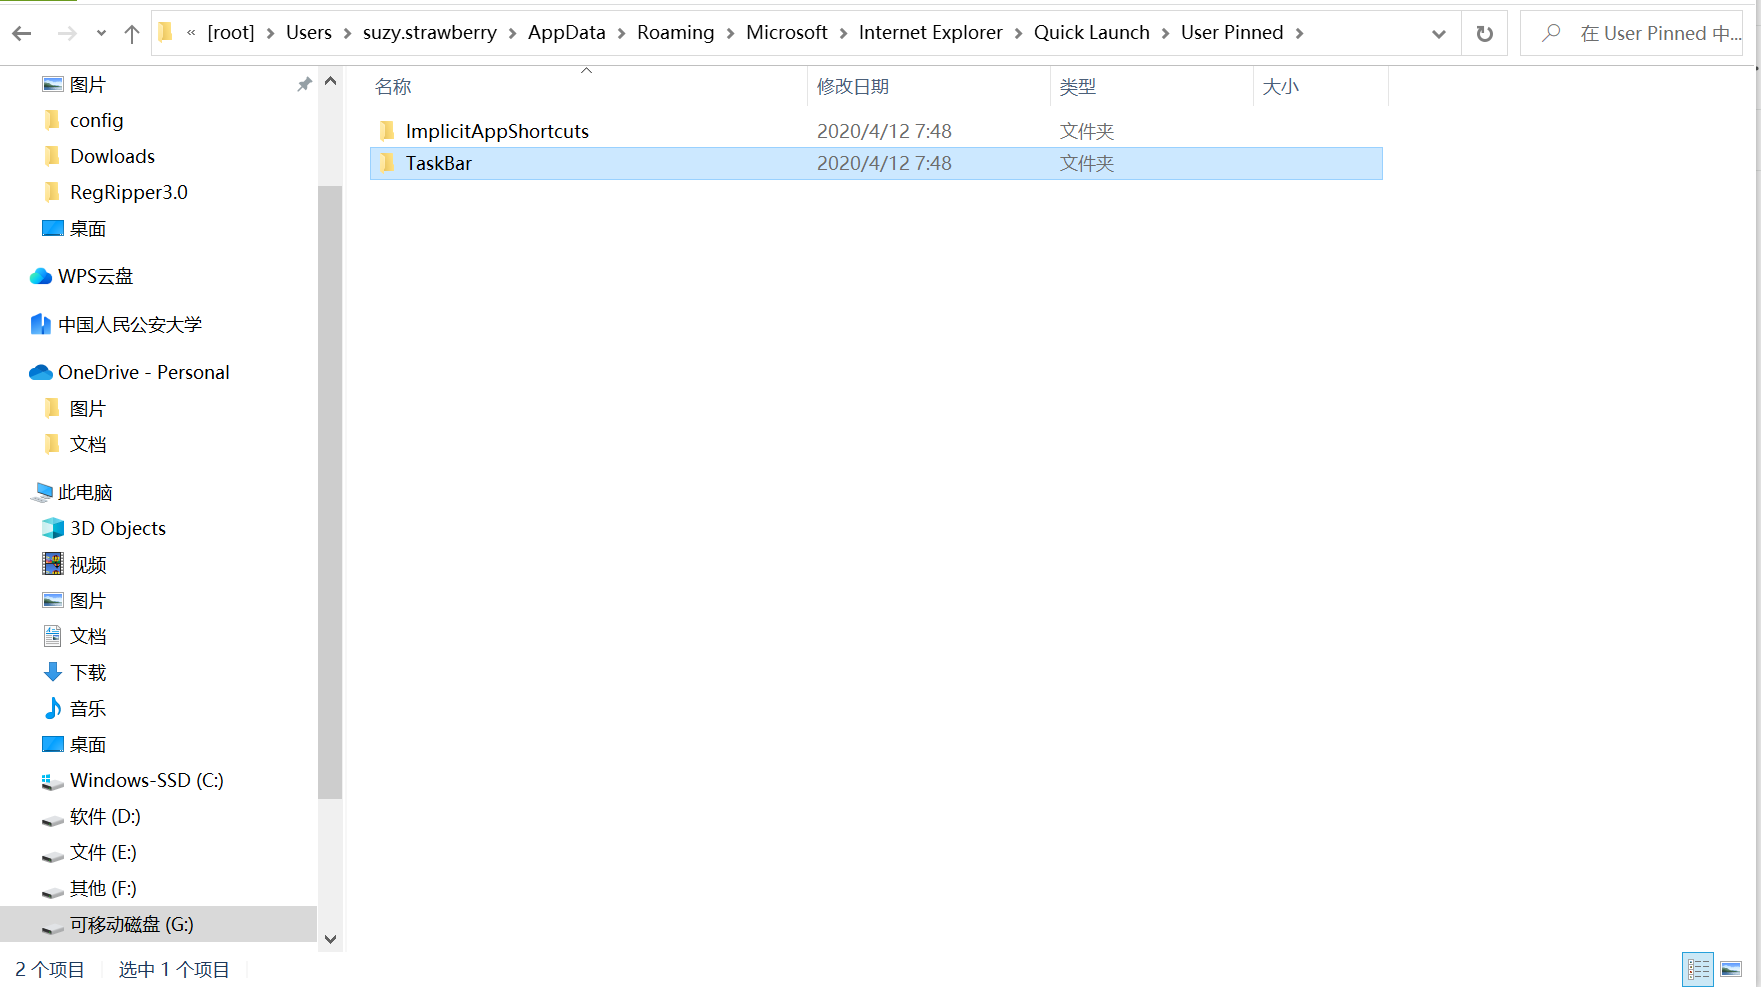 « [root] > Users > suzy.strawberry > AppData > Roaming > Microsoft > Internet Explorer > Quick Launch > User Pinned >
在 User Pinned 中...
图片
config
Dowloads
RegRipper3.0
桌面
WPS云盘
中国人民公安大学
OneDrive - Personal
图片
文档
此电脑
3D Objects
视频
图片
文档
下载
音乐
桌面
Windows-SSD (C:)
软件 (D:)
文件 (E:)
其他 (F:)
可移动磁盘 (G:)
名称 修改日期 类型 大小
ImplicitAppShortcuts 2020/4/12 7:48 文件夹
TaskBar 2020/4/12 7:48 文件夹
2 个项目 选中 1 个项目